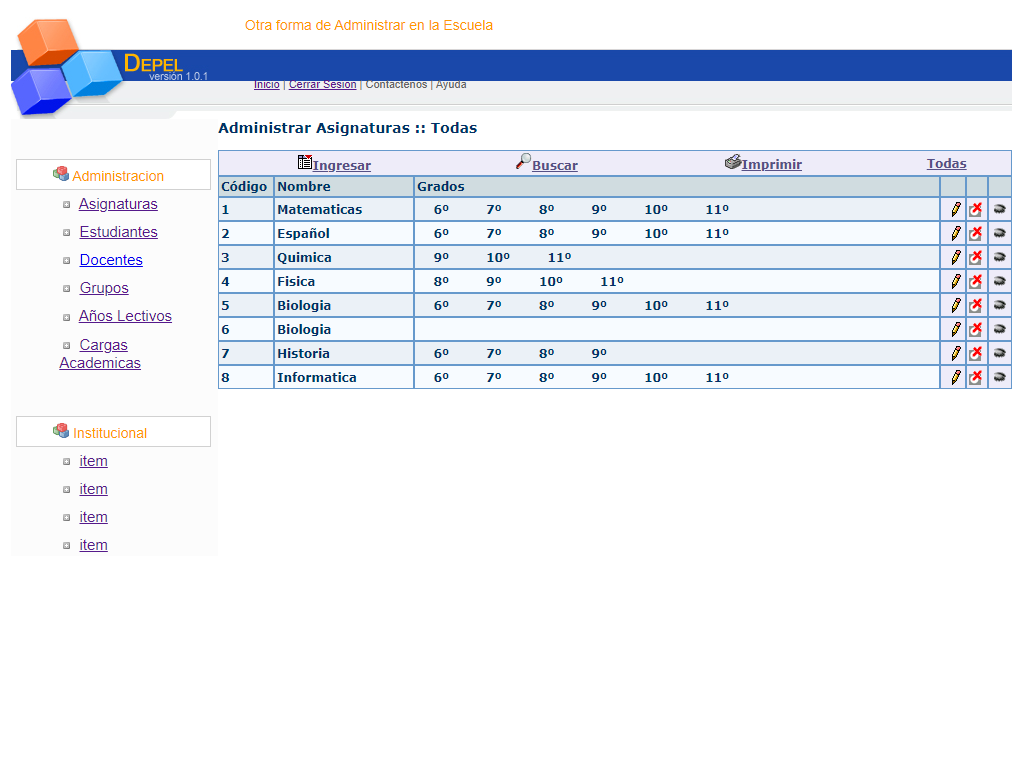 Otra forma de Administrar en la Escuela
DEPEL
versión 1.0.1
Inicio | Cerrar Sesion | Contactenos | Ayuda
Administrar Asignaturas :: Todas
Ingresar Buscar Imprimir Todas
Código Nombre Grados
1 Matematicas 6º 7º 8º 9º 10º 11º
2 Español 6º 7º 8º 9º 10º 11º
3 Quimica 9º 10º 11º
4 Fisica 8º 9º 10º 11º
5 Biologia 6º 7º 8º 9º 10º 11º
6 Biologia
7 Historia 6º 7º 8º 9º
8 Informatica 6º 7º 8º 9º 10º 11º
Administracion
Asignaturas
Estudiantes
Docentes
Grupos
Años Lectivos
Cargas
Academicas
Institucional
item
item
item
item